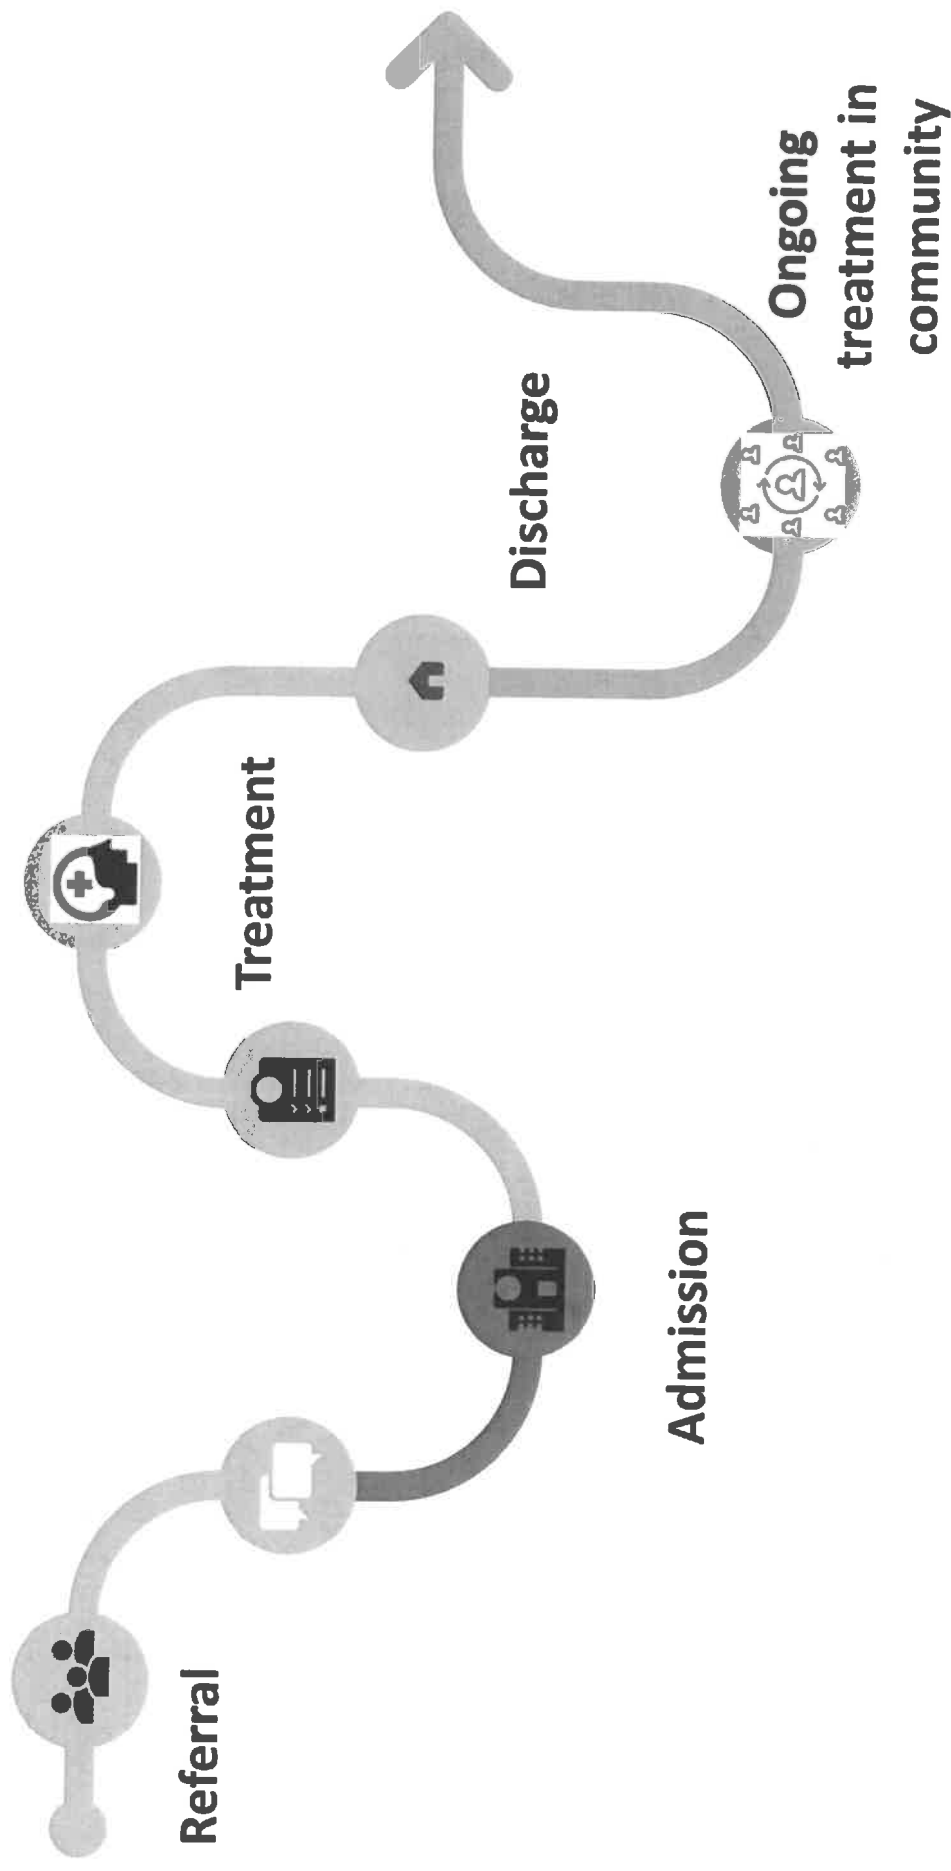 Referral
Admission
Treatment
Discharge
Ongoing
treatment in
community